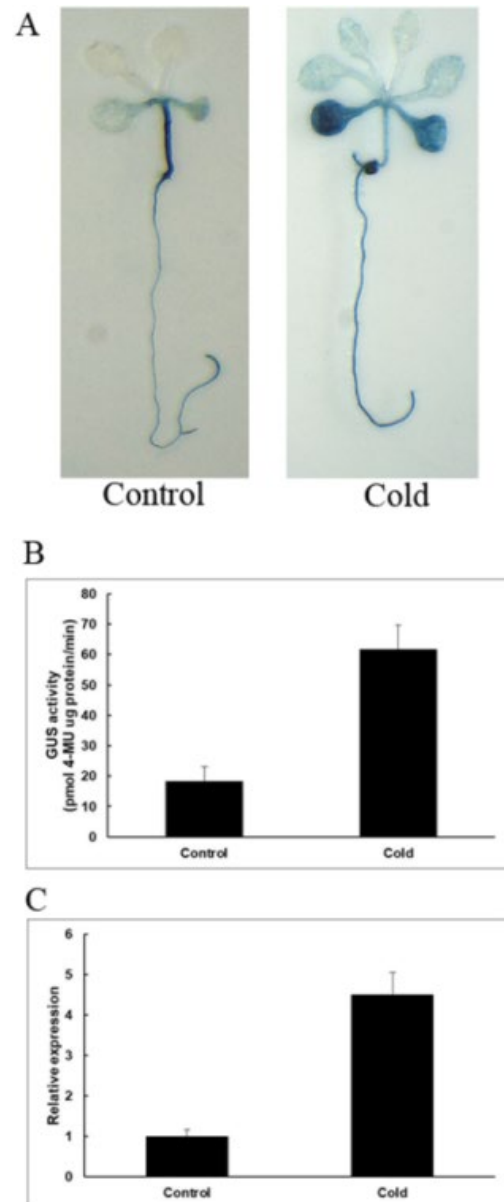 A
Control Cold
B
GUS activity
(pmol 4-MU ug protein/min)
80
70
60
50
40
30
20
10
0
Control Cold
C
Relative expression
6
5
4
3
2
1
0
Control Cold